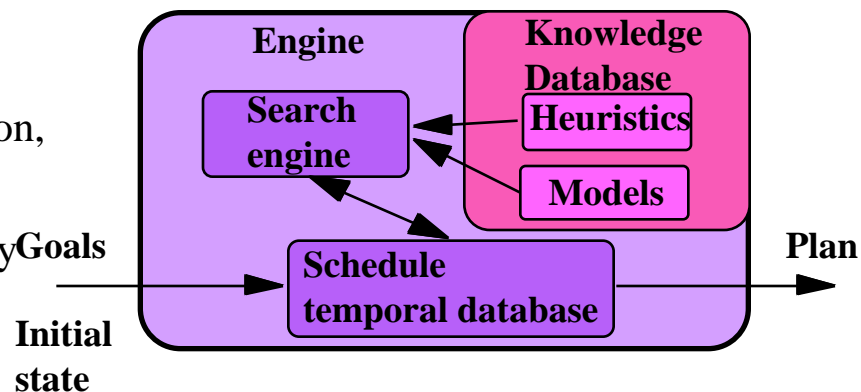 Engine
Knowledge
Database
Search
engine
Heuristics
Models
on,
yGoals
Initial
state
Schedule
temporal database
Plan